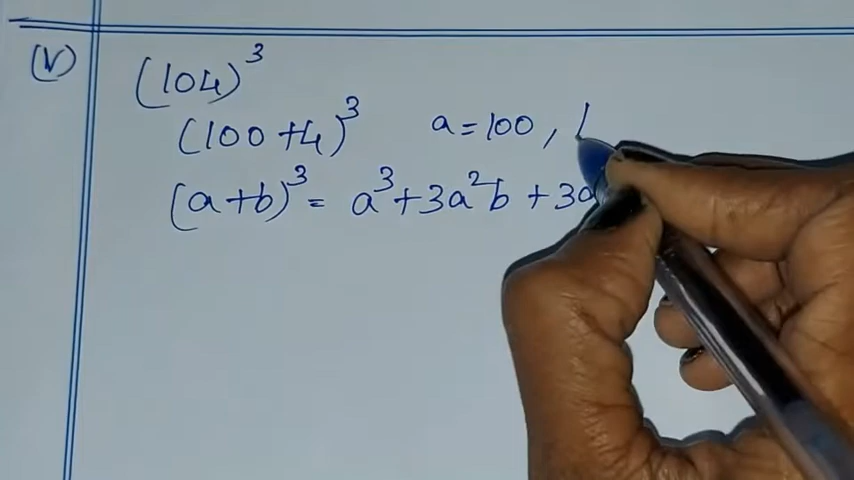 (V) (104)³
(100+4)³ a=100,
(a+b)³ = a³+3a²b+3a